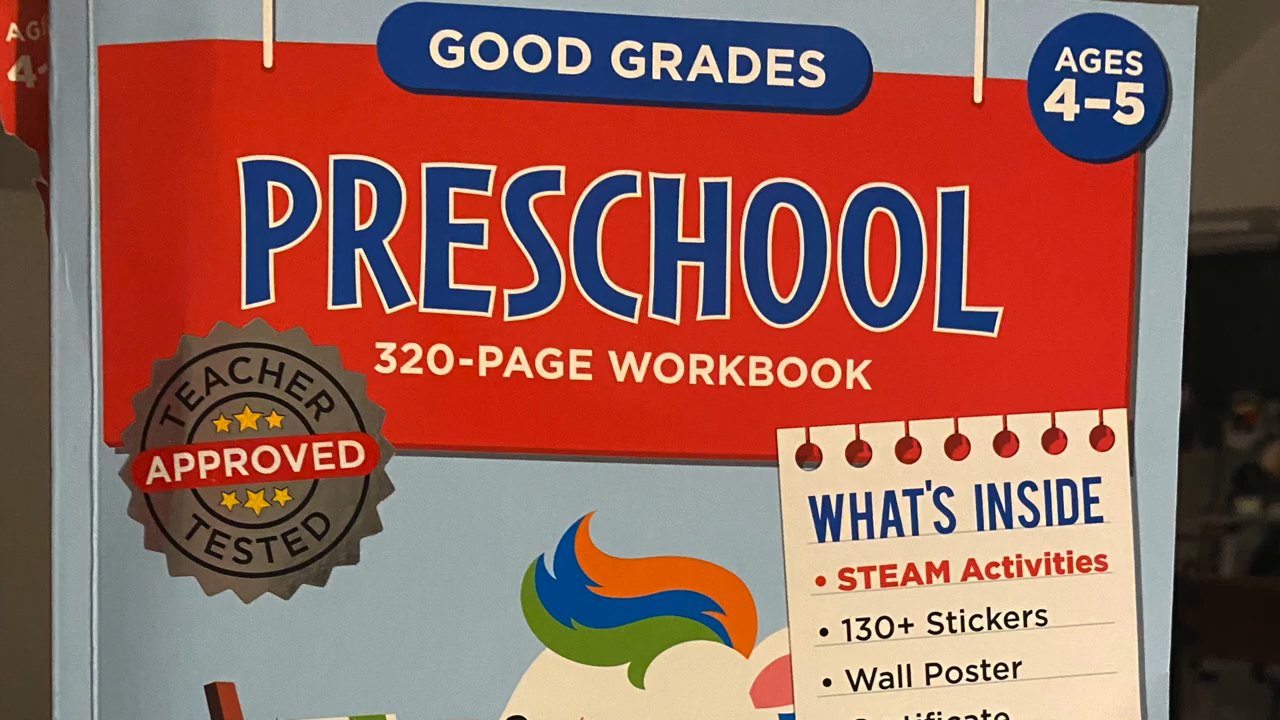 GOOD GRADES
AGES
4–5
PRESCHOOL
320-PAGE WORKBOOK
TEACHER
APPROVED
TESTED
WHAT'S INSIDE
• STEAM Activities
• 130+ Stickers
• Wall Poster